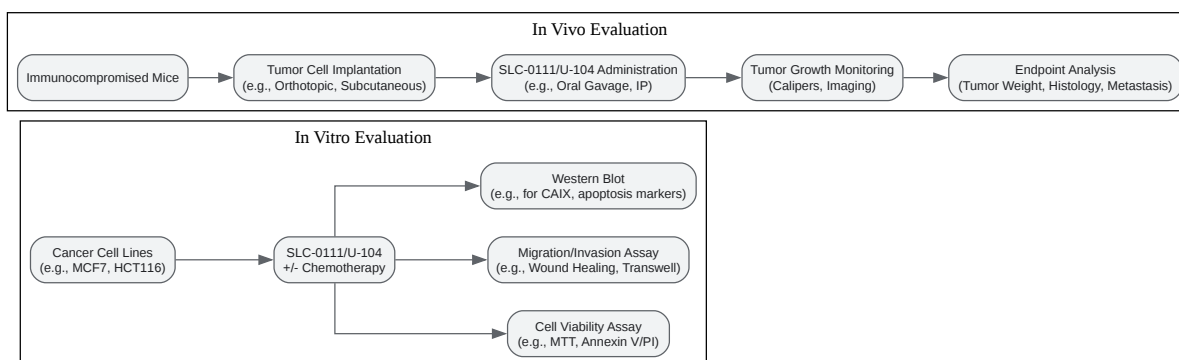 In Vivo Evaluation
Immunocompromised Mice
Tumor Cell Implantation
(e.g., Orthotopic, Subcutaneous)
SLC-0111/U-104 Administration
(e.g., Oral Gavage, IP)
Tumor Growth Monitoring
(Calipers, Imaging)
Endpoint Analysis
(Tumor Weight, Histology, Metastasis)
In Vitro Evaluation
Cancer Cell Lines
(e.g., MCF7, HCT116)
SLC-0111/U-104
+/- Chemotherapy
Western Blot
(e.g., for CAIX, apoptosis markers)
Migration/Invasion Assay
(e.g., Wound Healing, Transwell)
Cell Viability Assay
(e.g., MTT, Annexin V/PI)